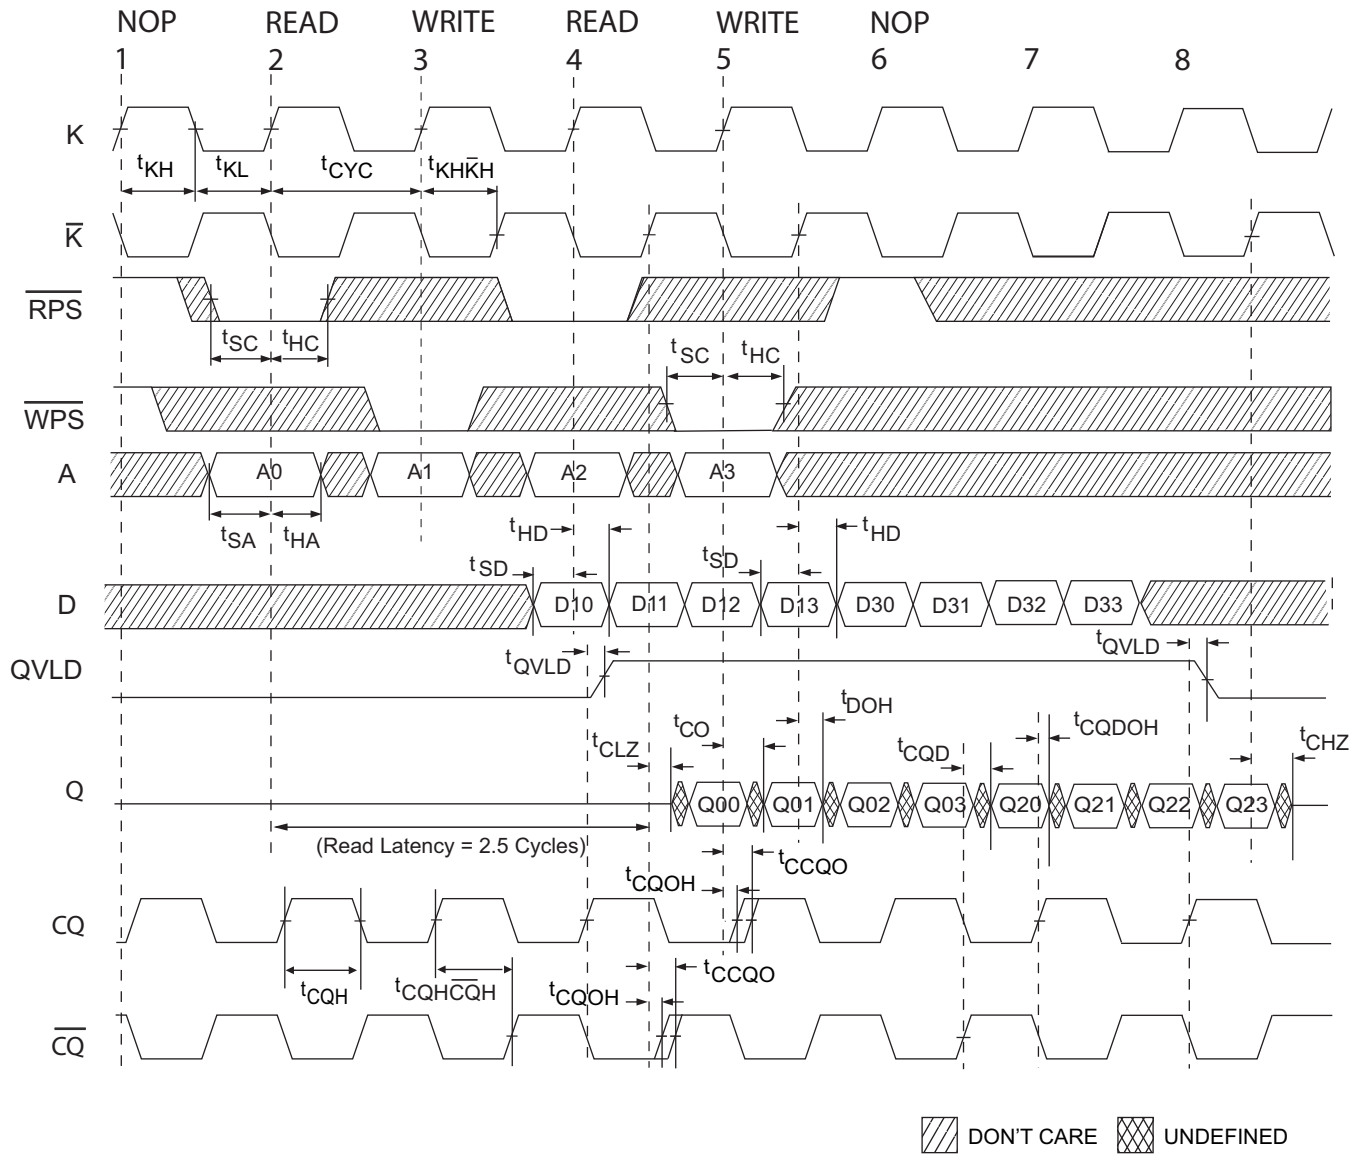 NOP READ WRITE READ WRITE NOP
1 2 3 4 5 6 7 8
K
tKH tKL tCYC tKHK̅H
K̅
R̅P̅S̅
tSC tHC
tSC tHC
W̅P̅S̅
A A0 A1 A2 A3
tSA tHA
tHD tHD
tSD tSD
D D10 D11 D12 D13 D30 D31 D32 D33
QVLD tQVLD tQVLD
tCLZ tCO tDOH tCQD tCQDOH tCHZ
Q Q00 Q01 Q02 Q03 Q20 Q21 Q22 Q23
(Read Latency = 2.5 Cycles)
tCQOH tCCQO
CQ
tCQH tCQHC̅Q̅H tCQOH tCCQO
C̅Q̅
DON'T CARE UNDEFINED